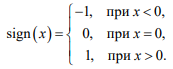 −1, при x < 0,
sign(x) = { 0, при x = 0,
1, при x > 0.